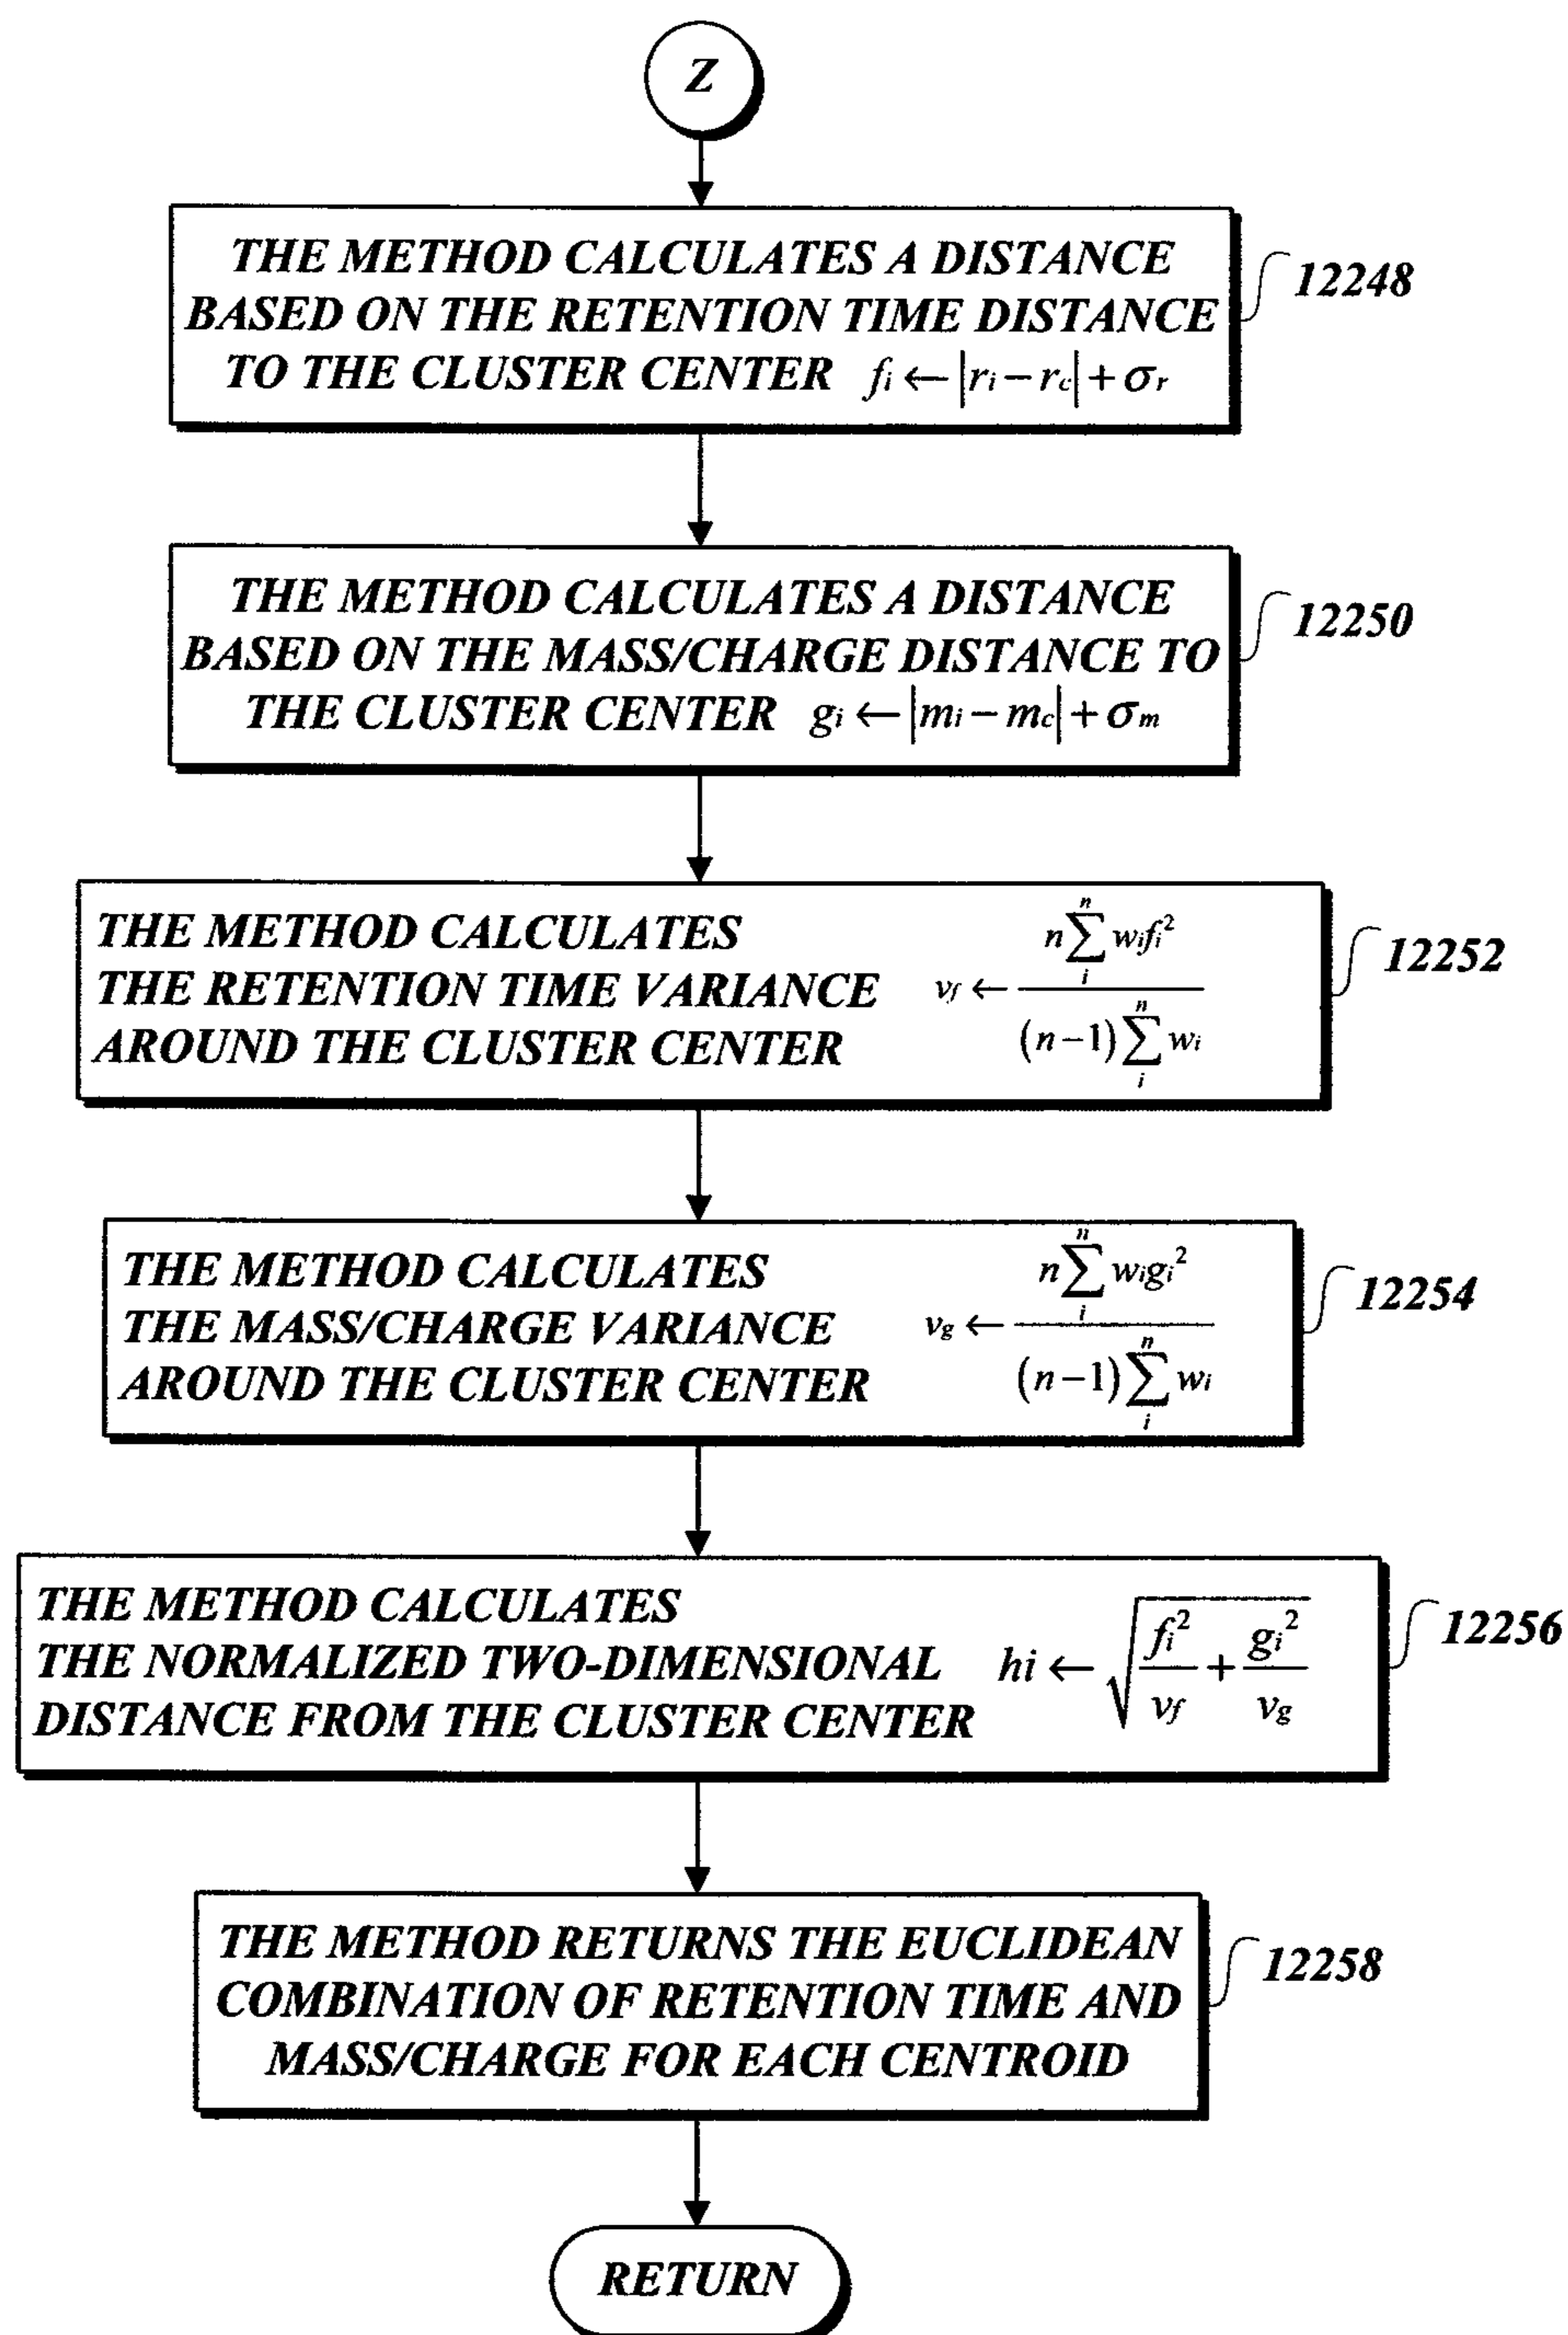 Z
THE METHOD CALCULATES A DISTANCE
BASED ON THE RETENTION TIME DISTANCE
TO THE CLUSTER CENTER fi ← |ri − rc| + σr
12248
THE METHOD CALCULATES A DISTANCE
BASED ON THE MASS/CHARGE DISTANCE TO
THE CLUSTER CENTER gi ← |mi − mc| + σm
12250
THE METHOD CALCULATES
THE RETENTION TIME VARIANCE
AROUND THE CLUSTER CENTER
vf ← n∑_i^n wifi² / (n−1)∑_i^n wi
12252
THE METHOD CALCULATES
THE MASS/CHARGE VARIANCE
AROUND THE CLUSTER CENTER
vg ← n∑_i^n wigi² / (n−1)∑_i^n wi
12254
THE METHOD CALCULATES
THE NORMALIZED TWO-DIMENSIONAL
DISTANCE FROM THE CLUSTER CENTER
hi ← √(fi²/vf + gi²/vg)
12256
THE METHOD RETURNS THE EUCLIDEAN
COMBINATION OF RETENTION TIME AND
MASS/CHARGE FOR EACH CENTROID
12258
RETURN